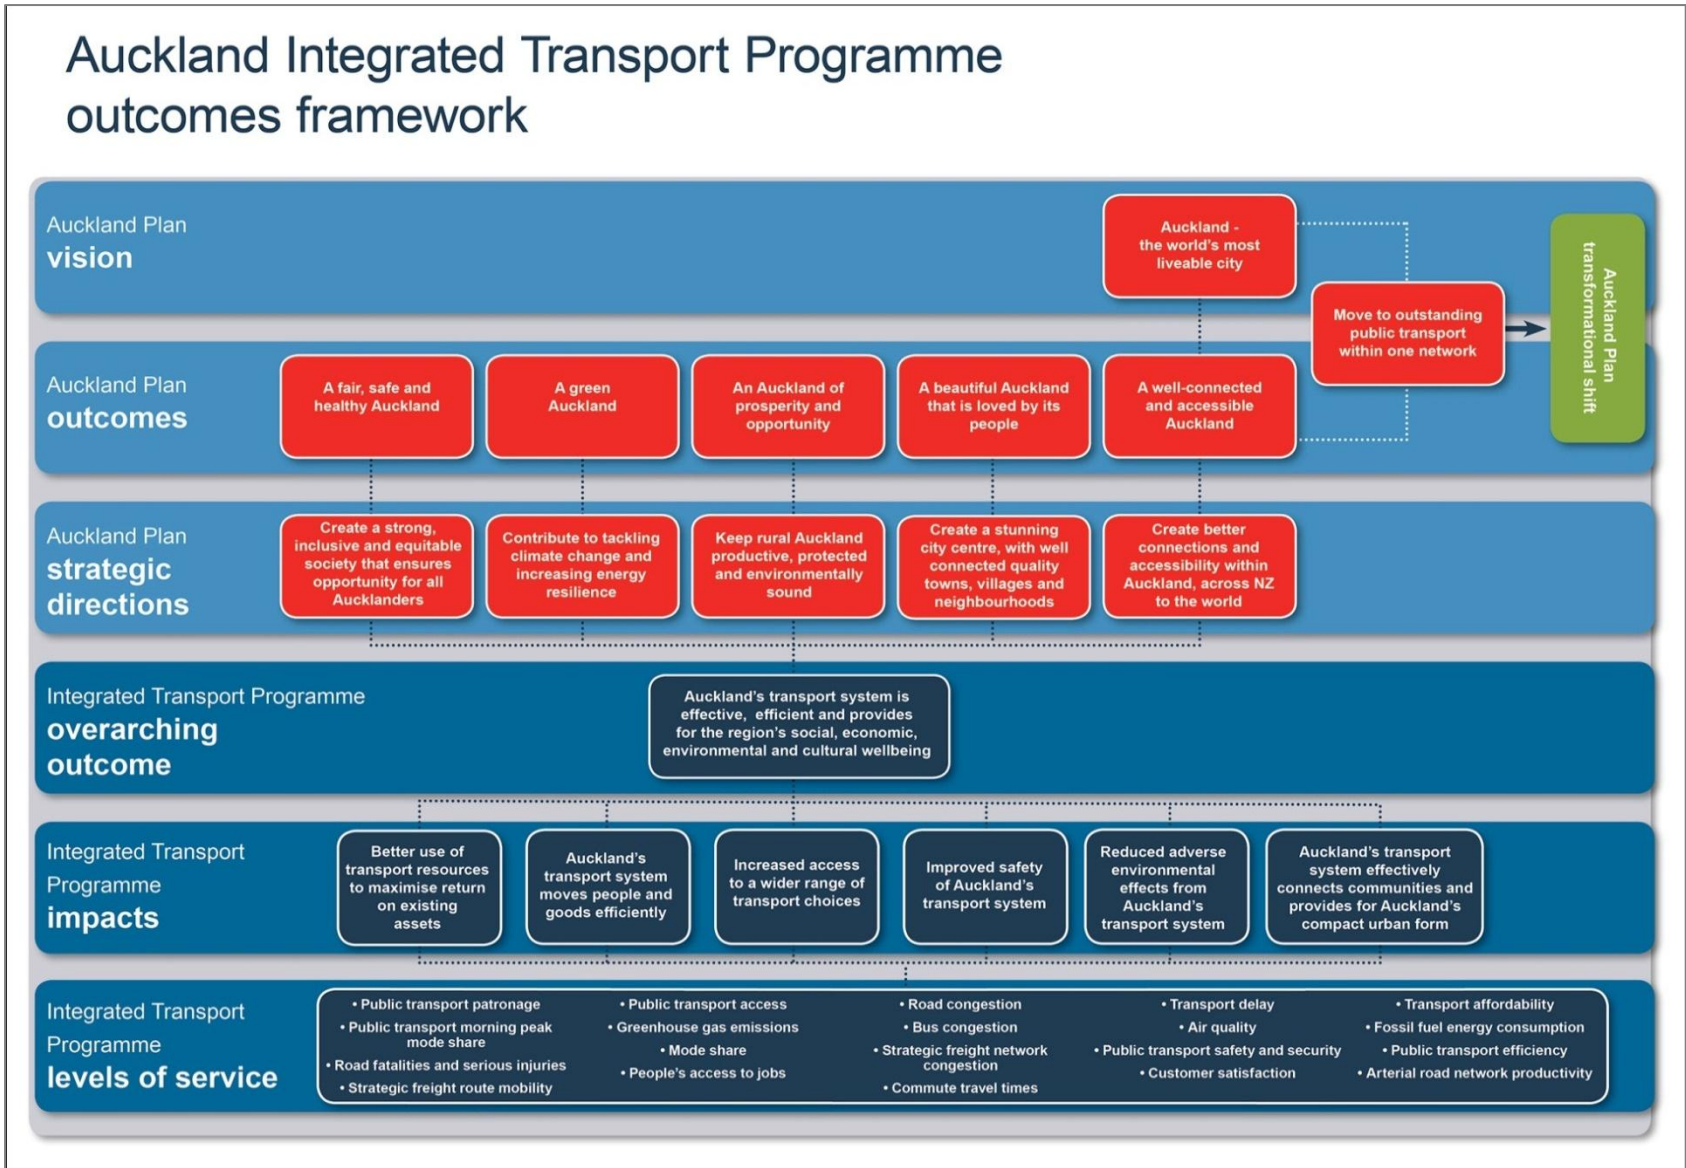 Auckland Integrated Transport Programme
outcomes framework
Auckland Plan
vision
Auckland -
the world's most
liveable city
Move to outstanding
public transport
within one network
Auckland Plan
transformational shift
Auckland Plan
outcomes
A fair, safe and
healthy Auckland
A green
Auckland
An Auckland of
prosperity and
opportunity
A beautiful Auckland
that is loved by its
people
A well-connected
and accessible
Auckland
Auckland Plan
strategic
directions
Create a strong,
inclusive and equitable
society that ensures
opportunity for all
Aucklanders
Contribute to tackling
climate change and
increasing energy
resilience
Keep rural Auckland
productive, protected
and environmentally
sound
Create a stunning
city centre, with well
connected quality
towns, villages and
neighbourhoods
Create better
connections and
accessibility within
Auckland, across NZ
to the world
Integrated Transport Programme
overarching
outcome
Auckland's transport system is
effective, efficient and provides
for the region's social, economic,
environmental and cultural wellbeing
Integrated Transport
Programme
impacts
Better use of
transport resources
to maximise return
on existing
assets
Auckland's
transport system
moves people and
goods efficiently
Increased access
to a wider range of
transport choices
Improved safety
of Auckland's
transport system
Reduced adverse
environmental
effects from
Auckland's
transport system
Auckland's transport
system effectively
connects communities and
provides for Auckland's
compact urban form
Integrated Transport
Programme
levels of service
• Public transport patronage
• Public transport morning peak
mode share
• Road fatalities and serious injuries
• Strategic freight route mobility
• Public transport access
• Greenhouse gas emissions
• Mode share
• People's access to jobs
• Road congestion
• Bus congestion
• Strategic freight network
congestion
• Commute travel times
• Transport delay
• Air quality
• Public transport safety and security
• Customer satisfaction
• Transport affordability
• Fossil fuel energy consumption
• Public transport efficiency
• Arterial road network productivity